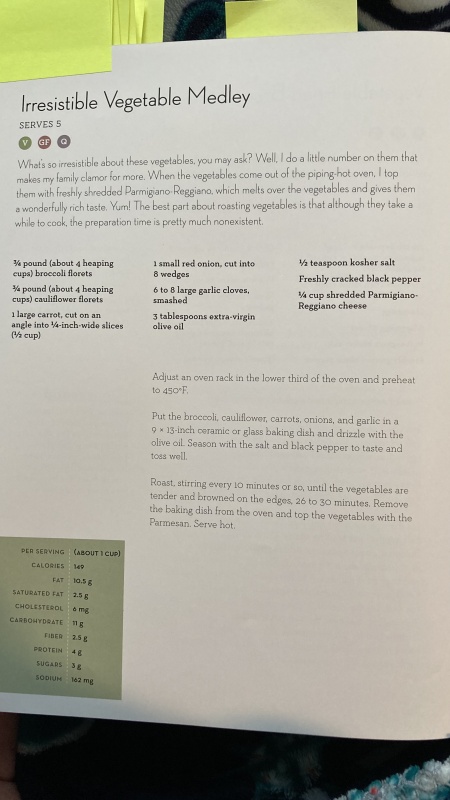 Irresistible Vegetable Medley
SERVES 5
V GF Q
What's so irresistible about these vegetables, you may ask? Well, I do a little number on them that
makes my family clamor for more. When the vegetables come out of the piping-hot oven, I top
them with freshly shredded Parmigiano-Reggiano, which melts over the vegetables and gives them
a wonderfully rich taste. Yum! The best part about roasting vegetables is that although they take a
while to cook, the preparation time is pretty much nonexistent.
¾ pound (about 4 heaping
cups) broccoli florets
¾ pound (about 4 heaping
cups) cauliflower florets
1 large carrot, cut on an
angle into ¼-inch-wide slices
(½ cup)
1 small red onion, cut into
8 wedges
6 to 8 large garlic cloves,
smashed
3 tablespoons extra-virgin
olive oil
½ teaspoon kosher salt
Freshly cracked black pepper
¼ cup shredded Parmigiano-
Reggiano cheese
Adjust an oven rack in the lower third of the oven and preheat
to 450°F.
Put the broccoli, cauliflower, carrots, onions, and garlic in a
9 × 13-inch ceramic or glass baking dish and drizzle with the
olive oil. Season with the salt and black pepper to taste and
toss well.
Roast, stirring every 10 minutes or so, until the vegetables are
tender and browned on the edges, 26 to 30 minutes. Remove
the baking dish from the oven and top the vegetables with the
Parmesan. Serve hot.
PER SERVING (ABOUT 1 CUP)
CALORIES 149
FAT 10.5 g
SATURATED FAT 2.5 g
CHOLESTEROL 6 mg
CARBOHYDRATE 11 g
FIBER 2.5 g
PROTEIN 4 g
SUGARS 3 g
SODIUM 162 mg